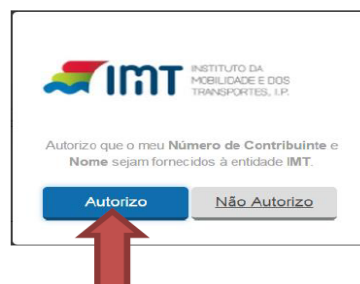 imt
INSTITUTO DA
MOBILIDADE E DOS
TRANSPORTES, I.P.
Autorizo que o meu Número de Contribuinte e
Nome sejam fornecidos à entidade IMT.
Autorizo
Não Autorizo